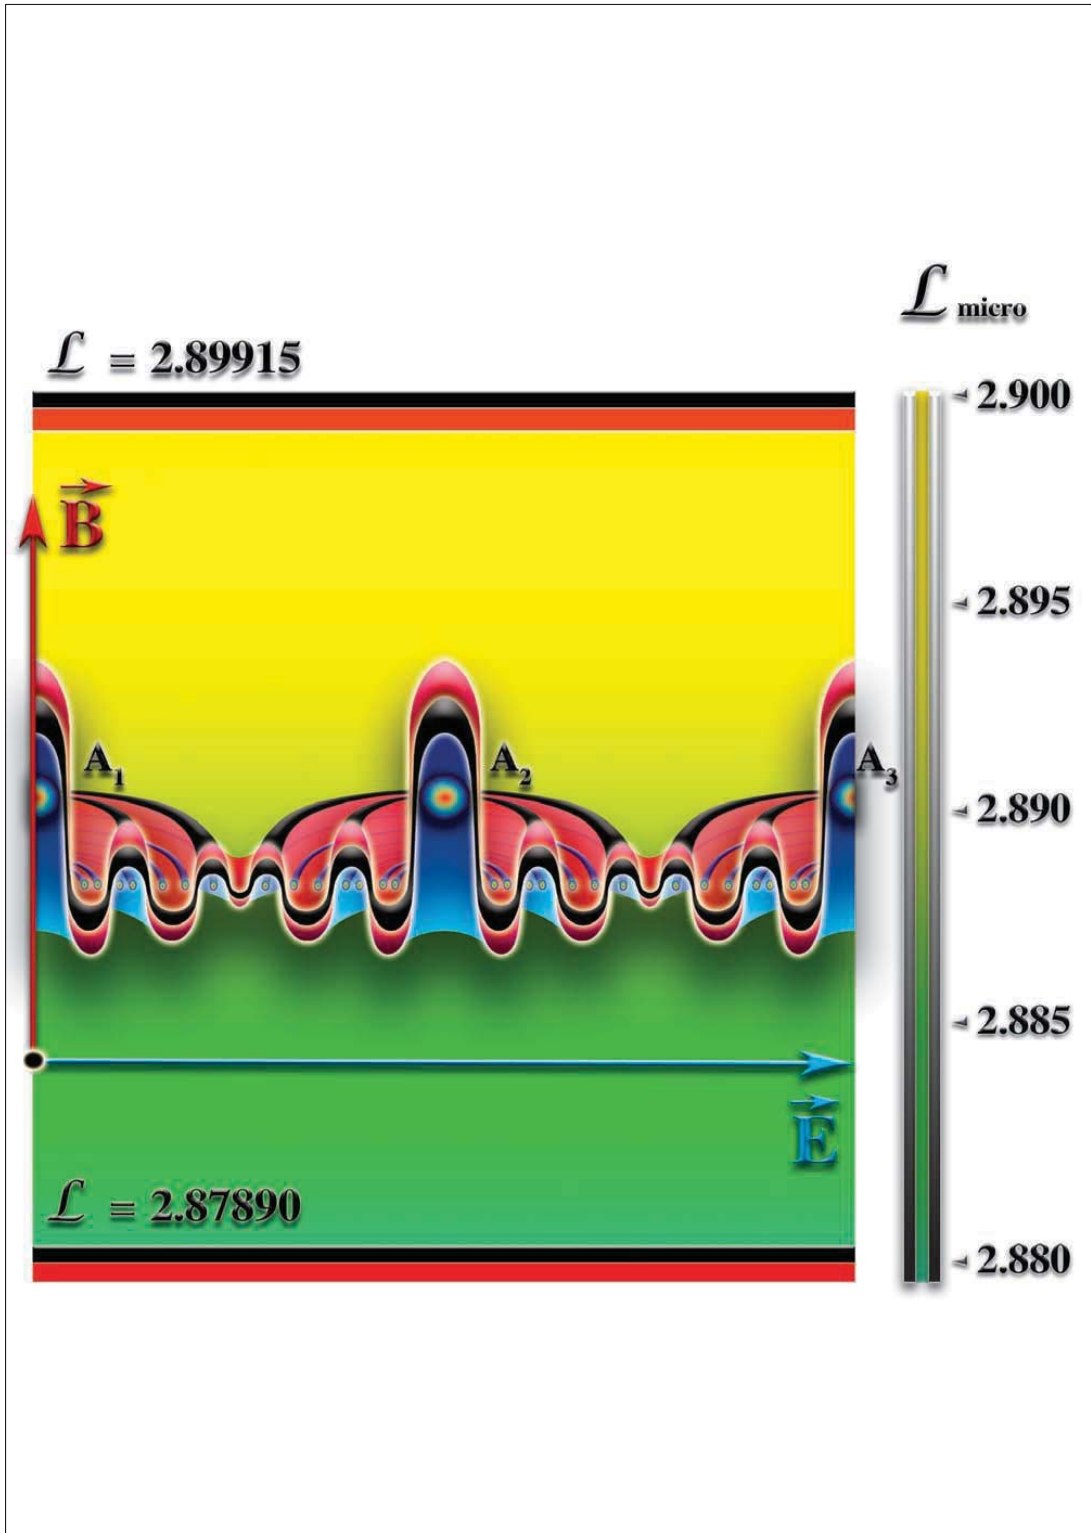 ℒ micro
ℒ = 2.89915
2.900
B
2.895
A1
A2
A3
2.890
2.885
E
ℒ = 2.87890
2.880